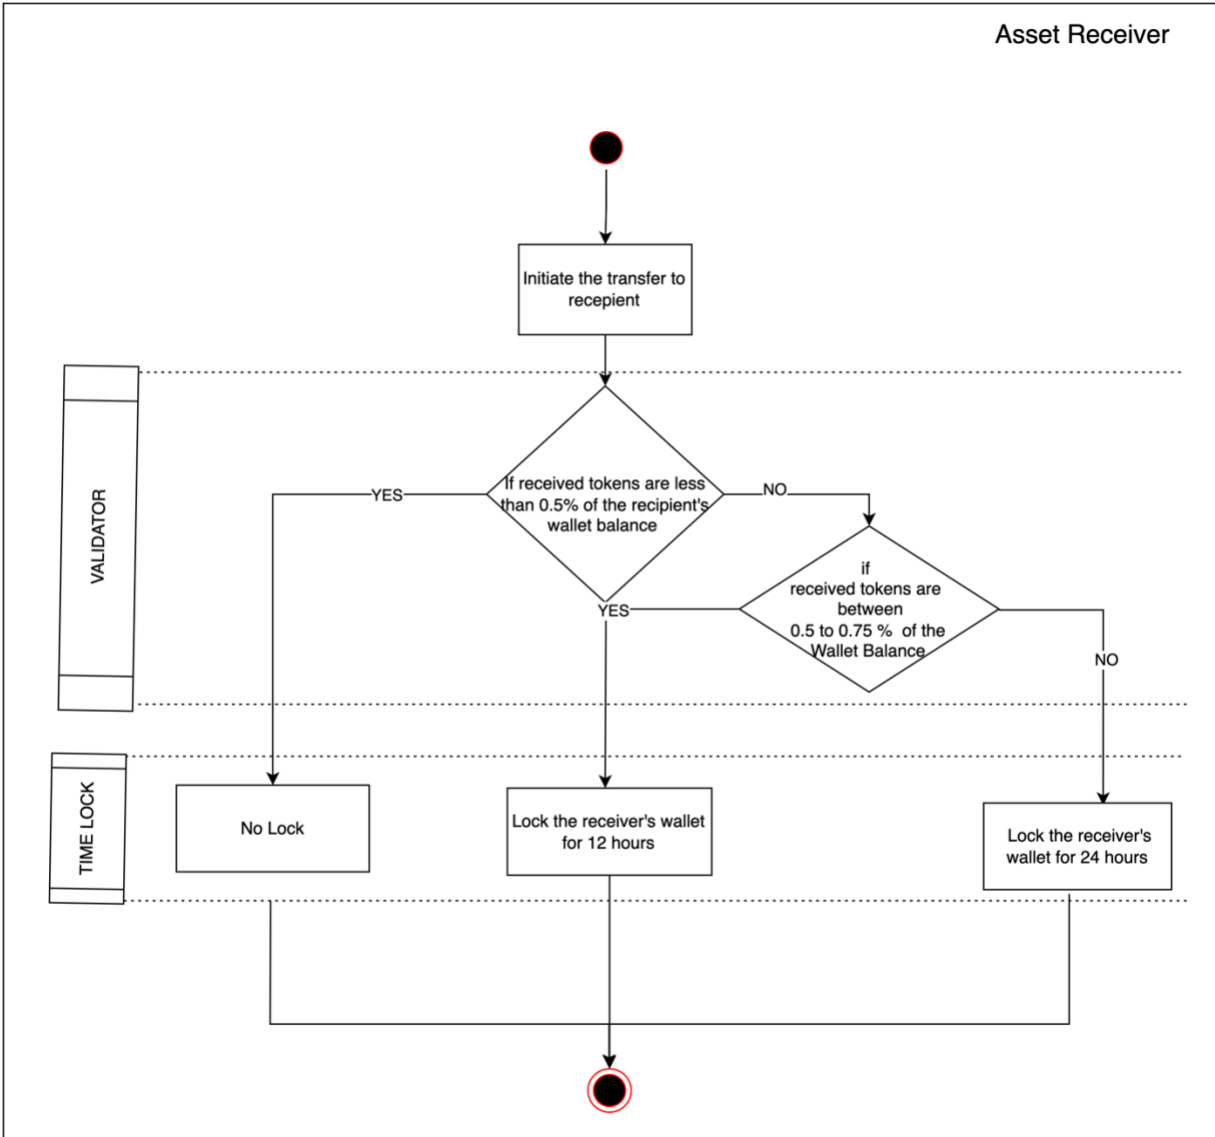 Asset Receiver
Initiate the transfer to
recepient
If received tokens are less
than 0.5% of the recipient's
wallet balance
YES
NO
if
received tokens are
between
0.5 to 0.75 % of the
Wallet Balance
YES
NO
VALIDATOR
TIME LOCK
No Lock
Lock the receiver's wallet
for 12 hours
Lock the receiver's
wallet for 24 hours